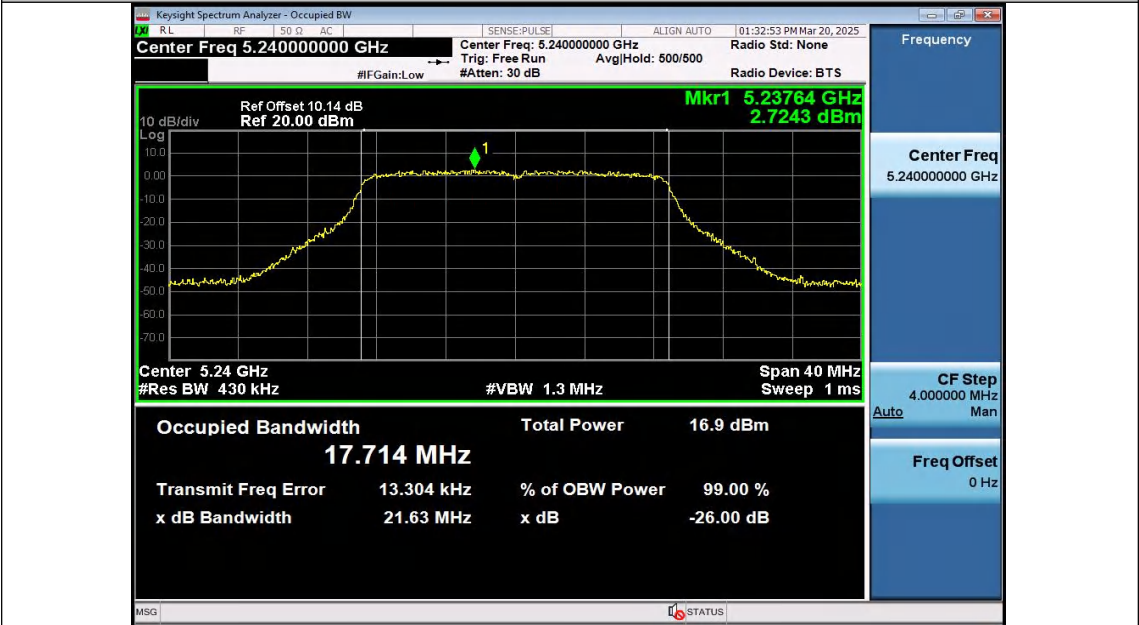 Keysight Spectrum Analyzer - Occupied BW
LXI RL RF 50 Ω AC SENSE:PULSE ALIGN AUTO 01:32:53 PM Mar 20, 2025
Center Freq 5.240000000 GHz
Center Freq: 5.240000000 GHz Radio Std: None
Trig: Free Run Avg|Hold: 500/500
#IFGain:Low #Atten: 30 dB Radio Device: BTS
Mkr1 5.23764 GHz
2.7243 dBm
Ref Offset 10.14 dB
10 dB/div Ref 20.00 dBm
Log
10.0
0.00
-10.0
-20.0
-30.0
-40.0
-50.0
-60.0
-70.0
1
Center 5.24 GHz Span 40 MHz
#Res BW 430 kHz #VBW 1.3 MHz Sweep 1 ms
Occupied Bandwidth Total Power 16.9 dBm
17.714 MHz
Transmit Freq Error 13.304 kHz % of OBW Power 99.00 %
x dB Bandwidth 21.63 MHz x dB -26.00 dB
MSG STATUS
Frequency
Center Freq
5.240000000 GHz
CF Step
4.000000 MHz
Auto Man
Freq Offset
0 Hz